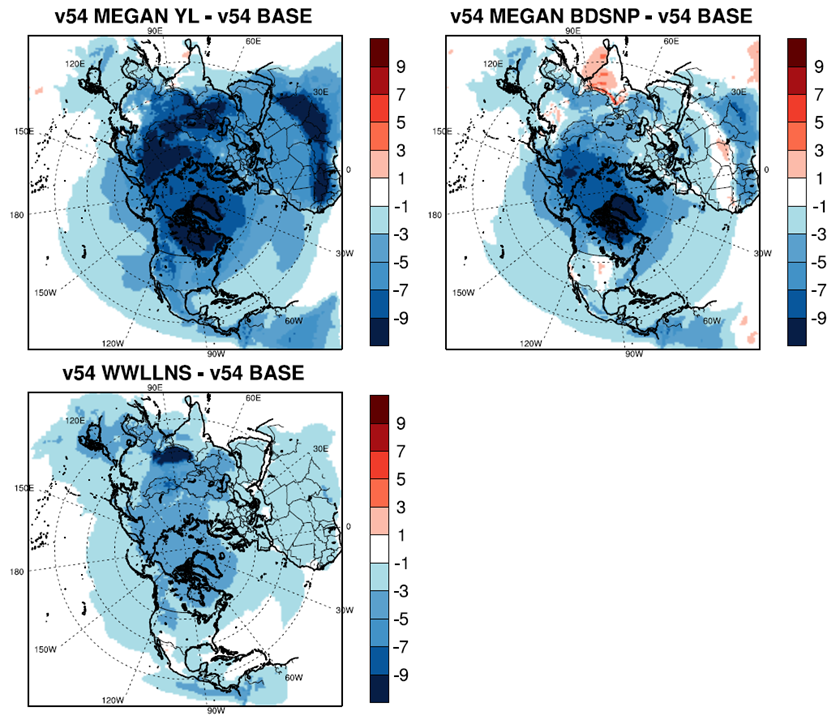 v54 MEGAN YL - v54 BASE
90E
60E
120E
30E
150E
0
180
30W
150W
60W
120W
90W
9
7
5
3
1
-1
-3
-5
-7
-9
v54 MEGAN BDSNP - v54 BASE
90E
60E
120E
30E
150E
0
180
30W
150W
60W
120W
90W
9
7
5
3
1
-1
-3
-5
-7
-9
v54 WWLLNS - v54 BASE
90E
60E
120E
30E
150E
0
180
30W
150W
60W
120W
90W
9
7
5
3
1
-1
-3
-5
-7
-9